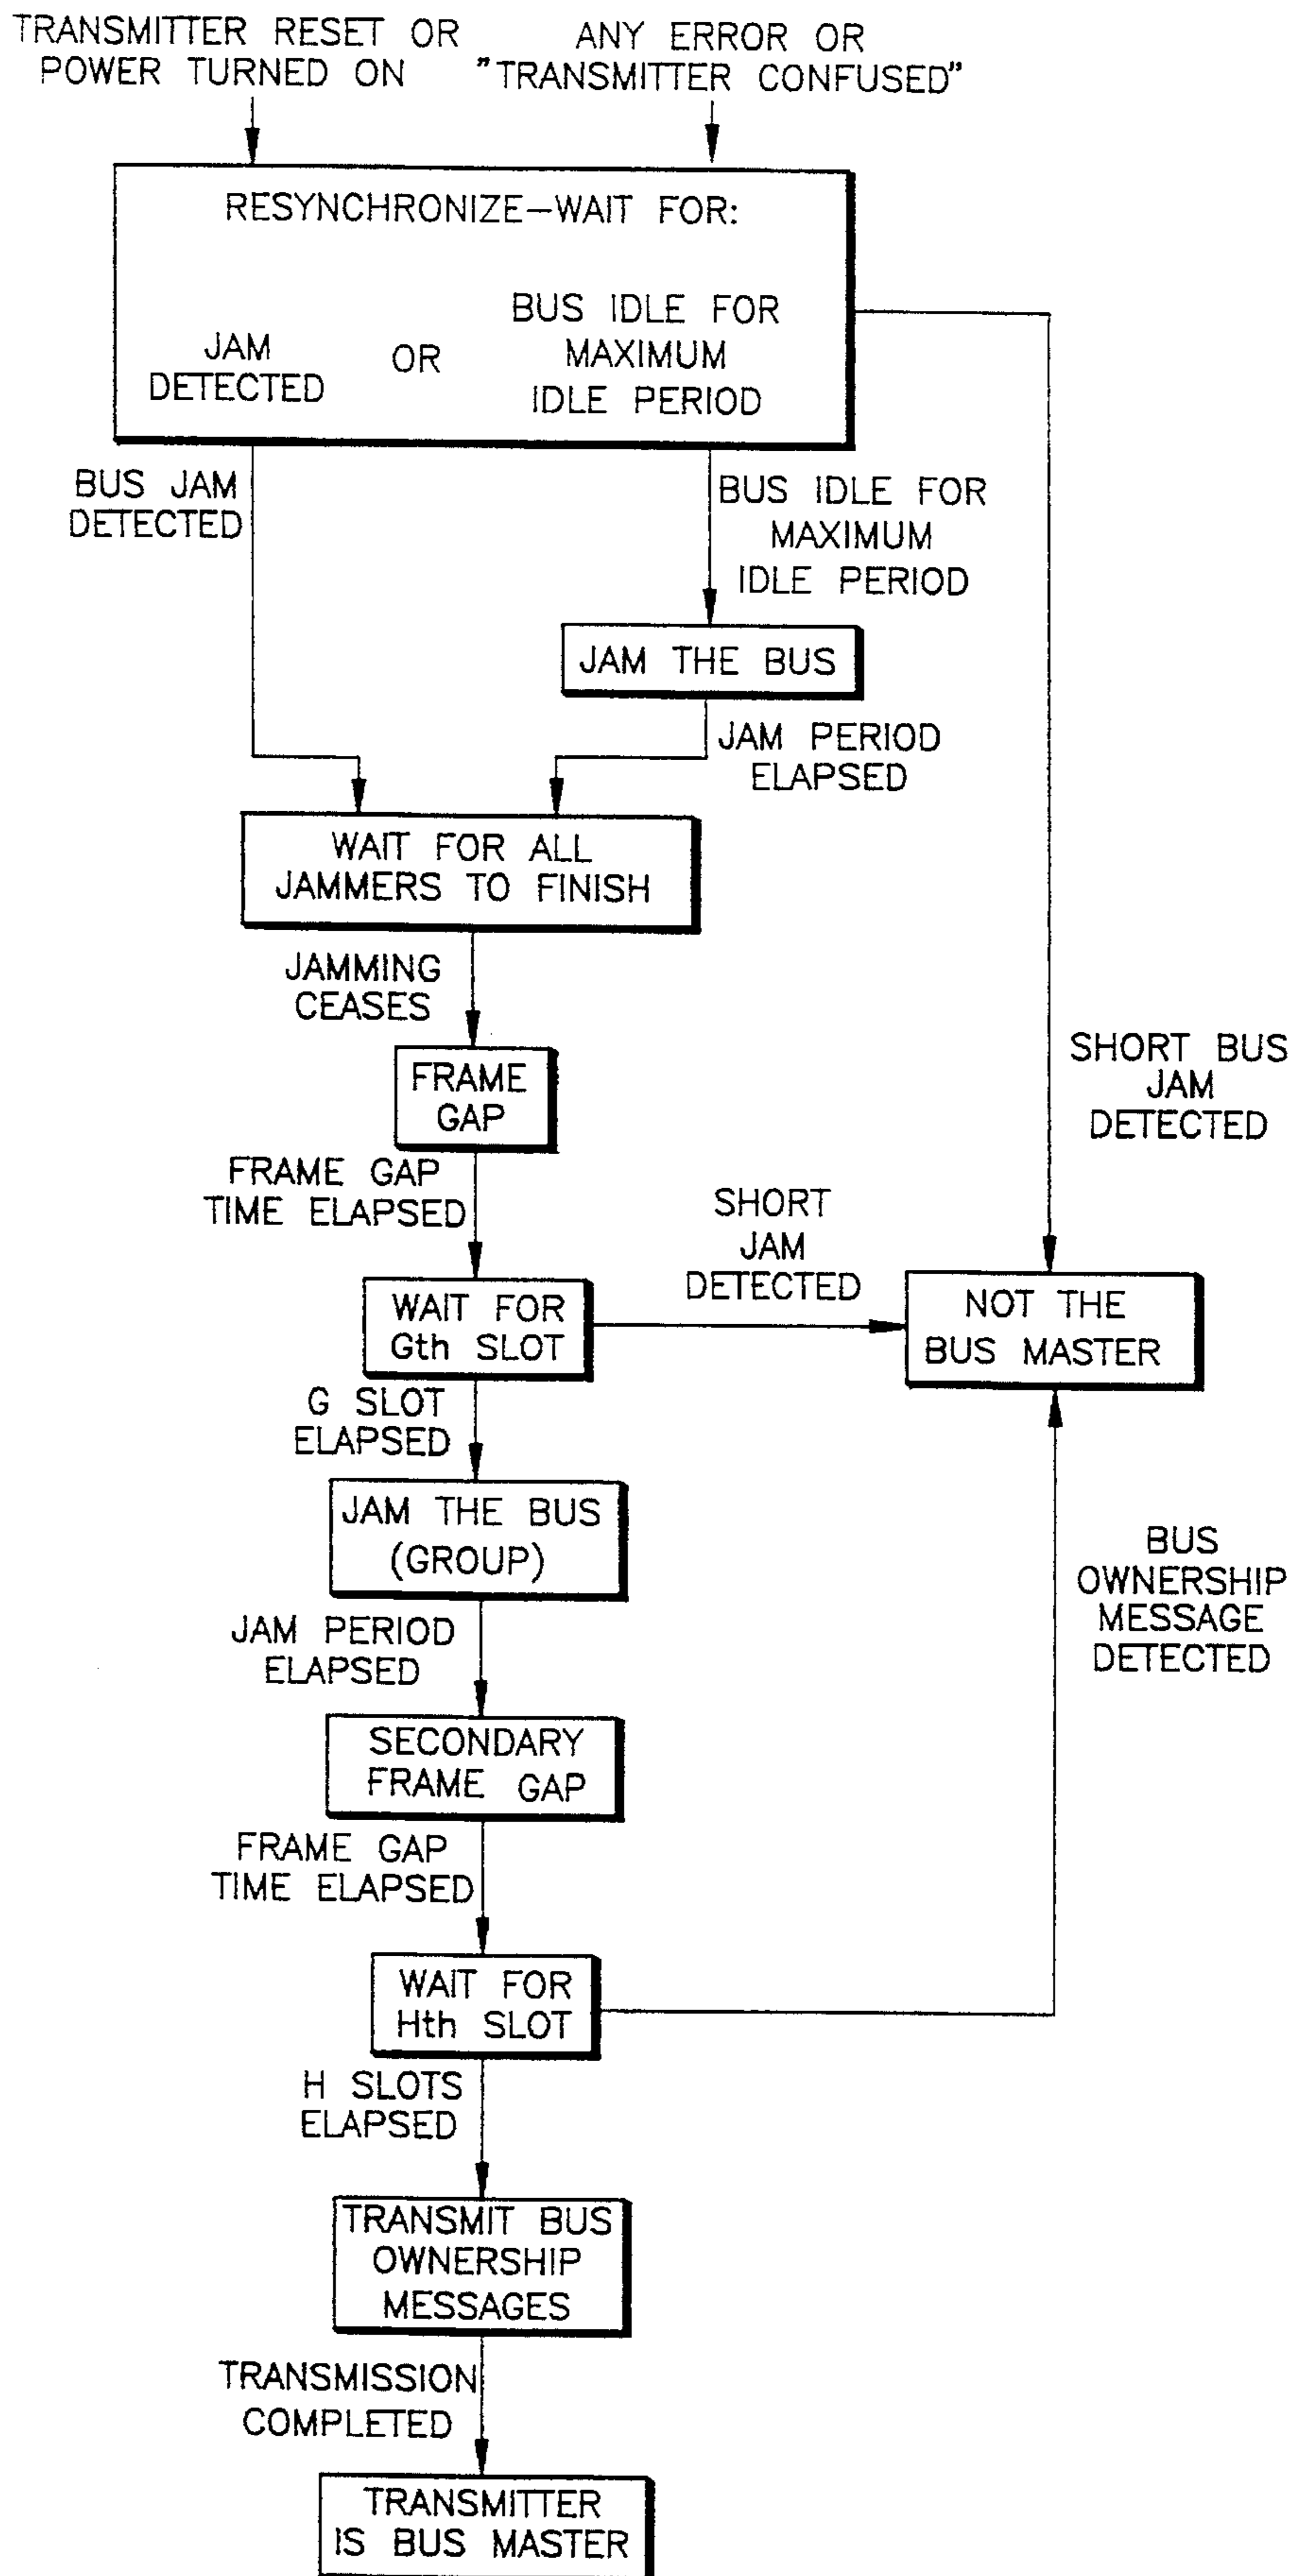 TRANSMITTER RESET OR
POWER TURNED ON
ANY ERROR OR
"TRANSMITTER CONFUSED"
RESYNCHRONIZE-WAIT FOR:
JAM
DETECTED
OR
BUS IDLE FOR
MAXIMUM
IDLE PERIOD
BUS JAM
DETECTED
BUS IDLE FOR
MAXIMUM
IDLE PERIOD
JAM THE BUS
JAM PERIOD
ELAPSED
WAIT FOR ALL
JAMMERS TO FINISH
JAMMING
CEASES
FRAME
GAP
SHORT BUS
JAM
DETECTED
FRAME GAP
TIME ELAPSED
SHORT
JAM
DETECTED
WAIT FOR
Gth SLOT
NOT THE
BUS MASTER
G SLOT
ELAPSED
JAM THE BUS
(GROUP)
BUS
OWNERSHIP
MESSAGE
DETECTED
JAM PERIOD
ELAPSED
SECONDARY
FRAME GAP
FRAME GAP
TIME ELAPSED
WAIT FOR
Hth SLOT
H SLOTS
ELAPSED
TRANSMIT BUS
OWNERSHIP
MESSAGES
TRANSMISSION
COMPLETED
TRANSMITTER
IS BUS MASTER